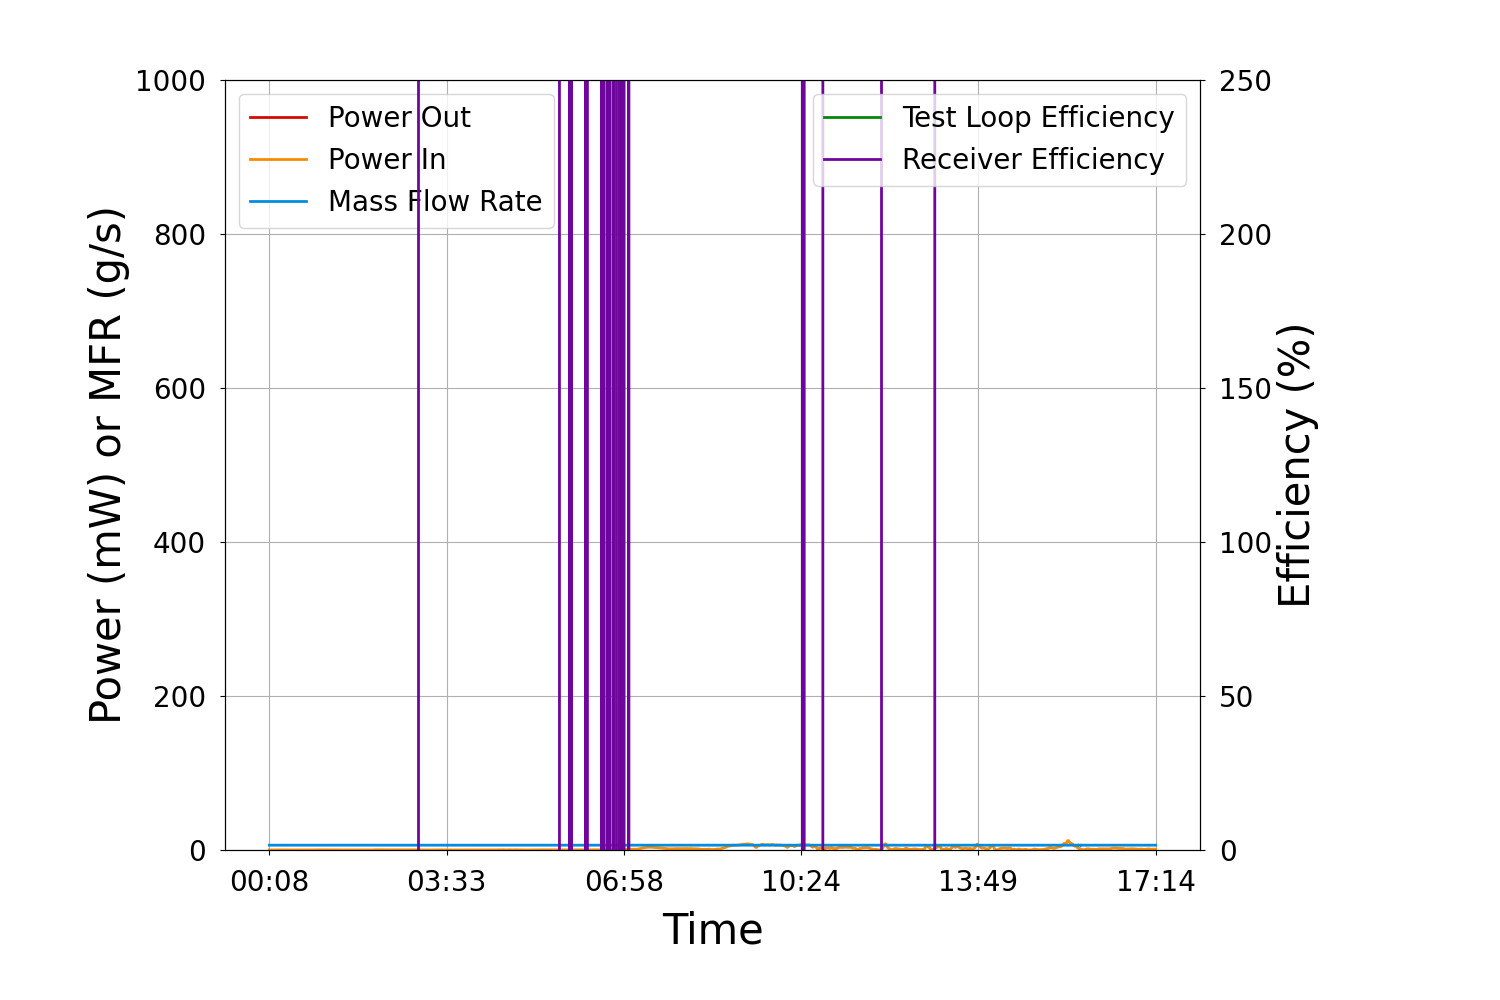 1000
800
600
400
200
0
Power (mW) or MFR (g/s)
Power Out
Power In
Mass Flow Rate
Test Loop Efficiency
Receiver Efficiency
250
200
150
100
50
0
Efficiency (%)
00:08 03:33 06:58 10:24 13:49 17:14
Time